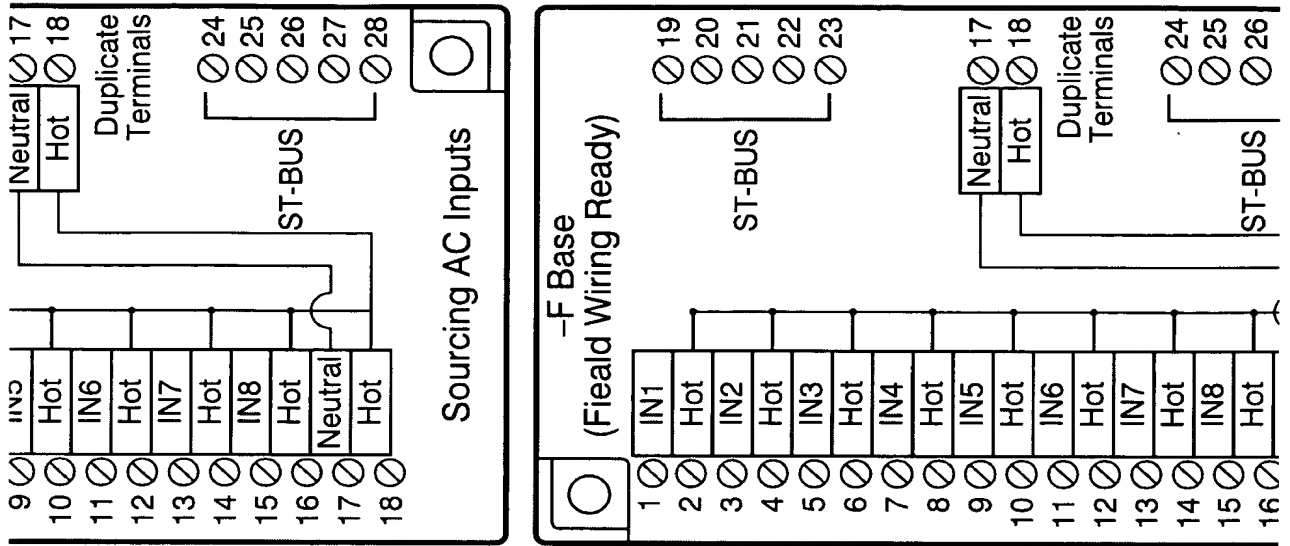 17
18
Neutral
Hot
Duplicate
Terminals
24
25
26
27
28
ST-BUS
Sourcing AC Inputs
IN5
Hot
IN6
Hot
IN7
Hot
IN8
Hot
Neutral
Hot
9
10
11
12
13
14
15
16
17
18
–F Base
(Fieald Wiring Ready)
19
20
21
22
23
ST-BUS
17
18
Neutral
Hot
Duplicate
Terminals
24
25
26
ST-BUS
IN1
Hot
IN2
Hot
IN3
Hot
IN4
Hot
IN5
Hot
IN6
Hot
IN7
Hot
IN8
Hot
1
2
3
4
5
6
7
8
9
10
11
12
13
14
15
16